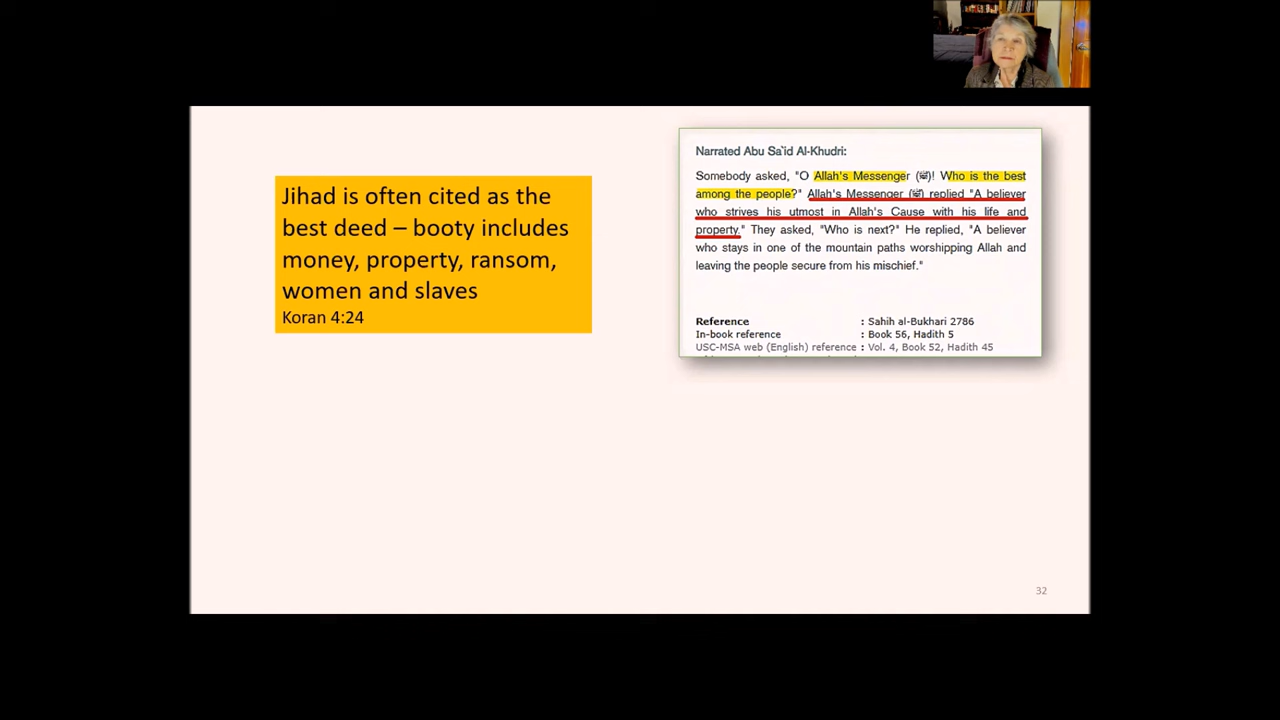 Jihad is often cited as the
best deed – booty includes
money, property, ransom,
women and slaves
Koran 4:24
Narrated Abu Sa`id Al-Khudri:
Somebody asked, "O Allah's Messenger (ﷺ)! Who is the best
among the people?" Allah's Messenger (ﷺ) replied "A believer
who strives his utmost in Allah's Cause with his life and
property." They asked, "Who is next?" He replied, "A believer
who stays in one of the mountain paths worshipping Allah and
leaving the people secure from his mischief."
Reference : Sahih al-Bukhari 2786
In-book reference : Book 56, Hadith 5
USC-MSA web (English) reference : Vol. 4, Book 52, Hadith 45
32